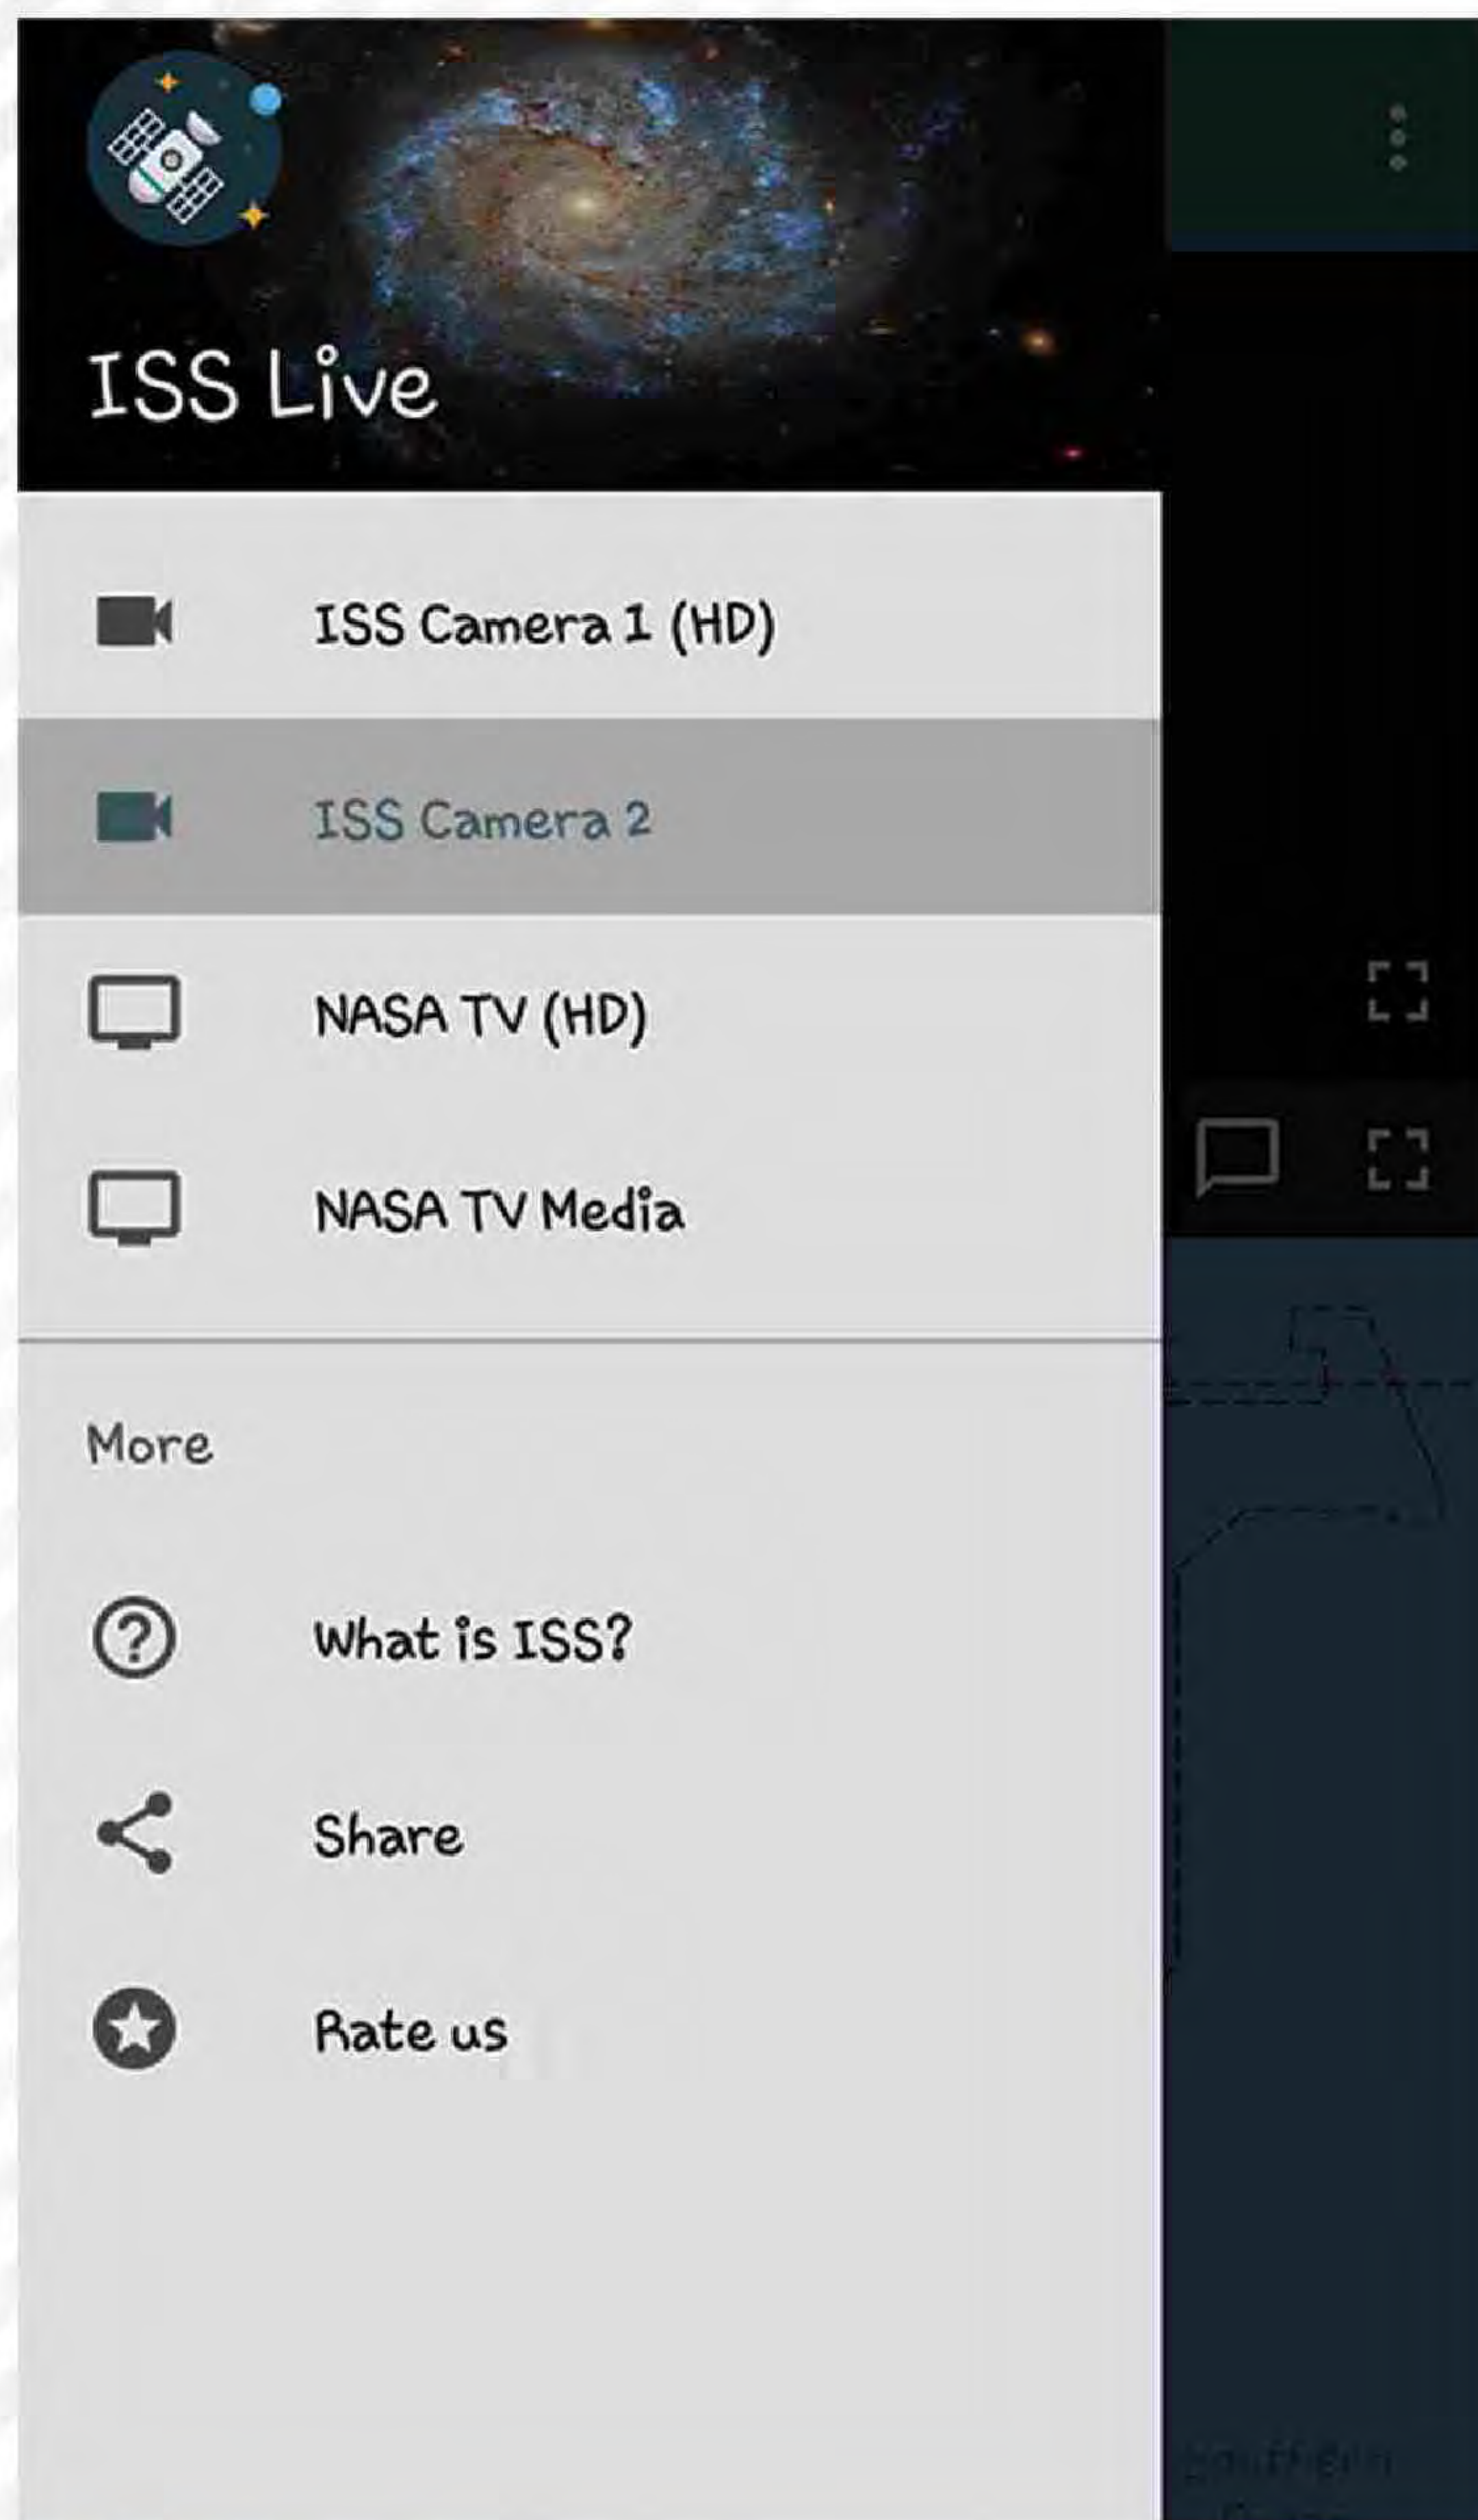 ISS Live
ISS Camera 1 (HD)
ISS Camera 2
NASA TV (HD)
NASA TV Media
More
What is ISS?
Share
Rate us